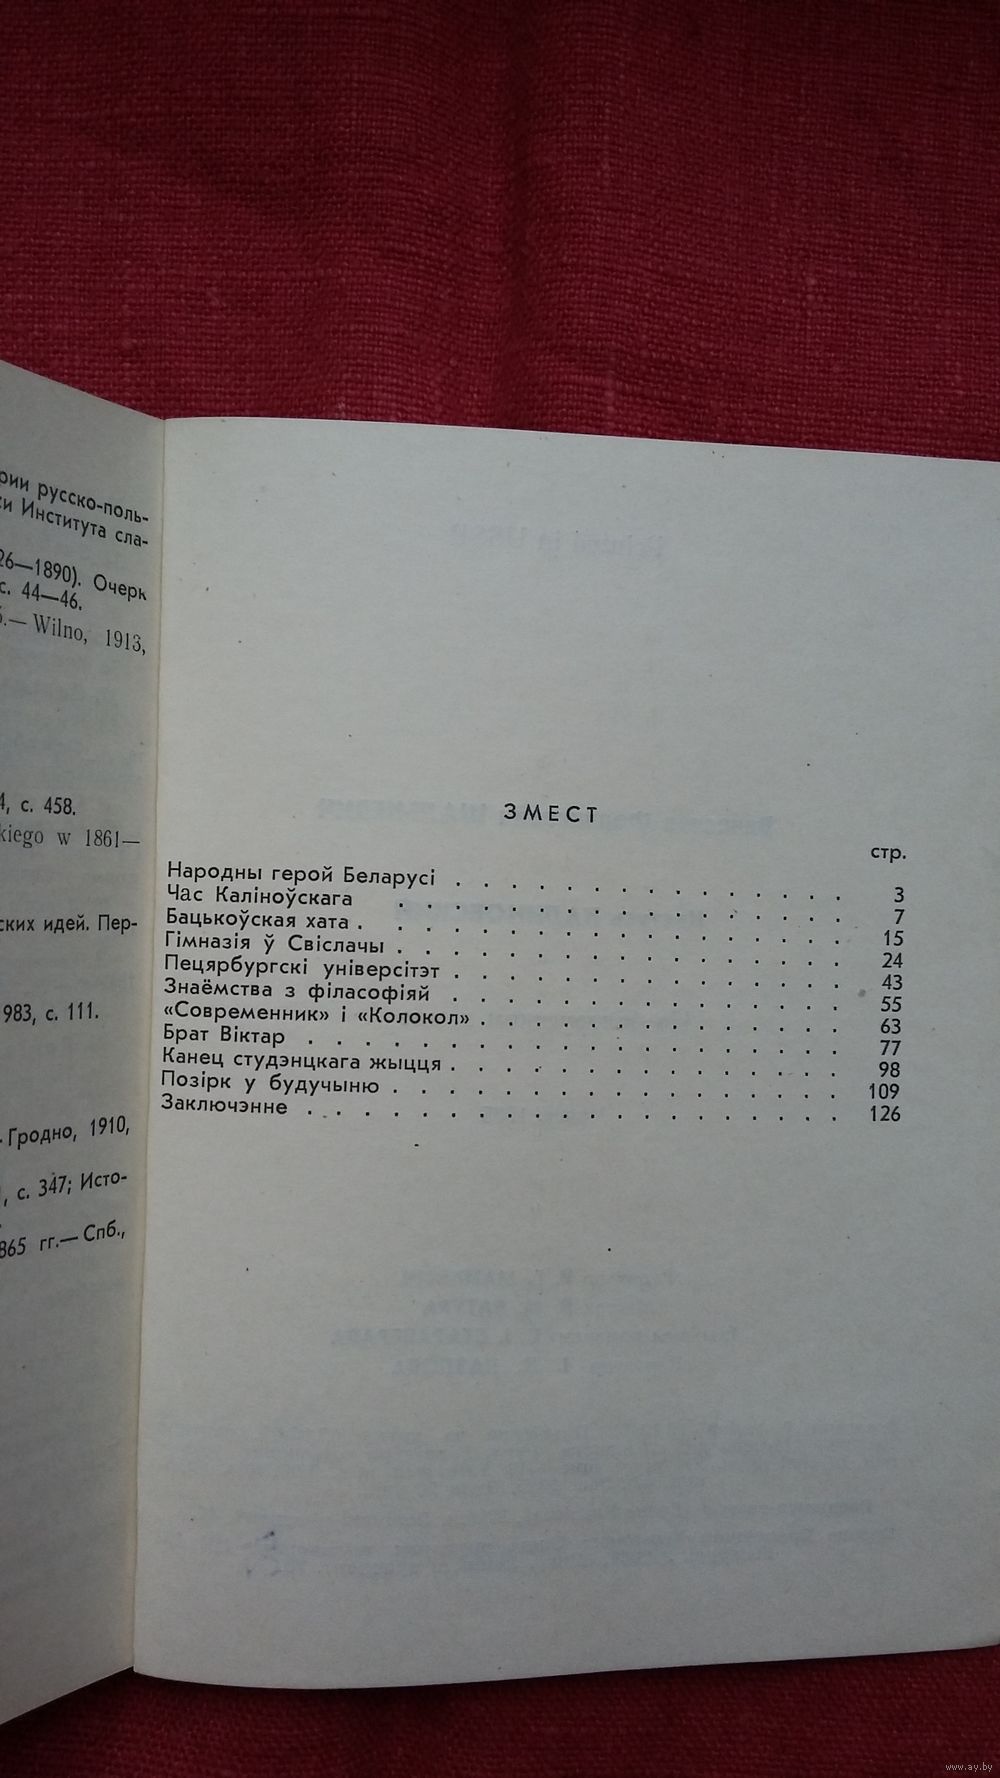 рии русско-поль-
и Института сла-
26—1890). Очерк
с. 44—46.
.— Wilno, 1913,
4, с. 458.
kiego w 1861—
ских идей. Пер-
983, с. 111.
Гродно, 1910,
, с. 347; Исто-
865 гг.— Спб.,
ЗМЕСТ
стр.
Народны герой Беларусі . . . . . . . . . . . . . . 3
Час Каліноўскага . . . . . . . . . . . . . . . . 7
Бацькоўская хата . . . . . . . . . . . . . . . . 15
Гімназія ў Свіслачы . . . . . . . . . . . . . . . 24
Пецярбургскі універсітэт . . . . . . . . . . . . . . 43
Знаёмства з філасофіяй . . . . . . . . . . . . . . 55
«Современник» і «Колокол» . . . . . . . . . . . . . 63
Брат Віктар . . . . . . . . . . . . . . . . . . . 77
Канец студэнцкага жыцця . . . . . . . . . . . . . . 98
Позірк у будучыню . . . . . . . . . . . . . . . . 109
Заключэнне . . . . . . . . . . . . . . . . . . . 126
www.ay.by